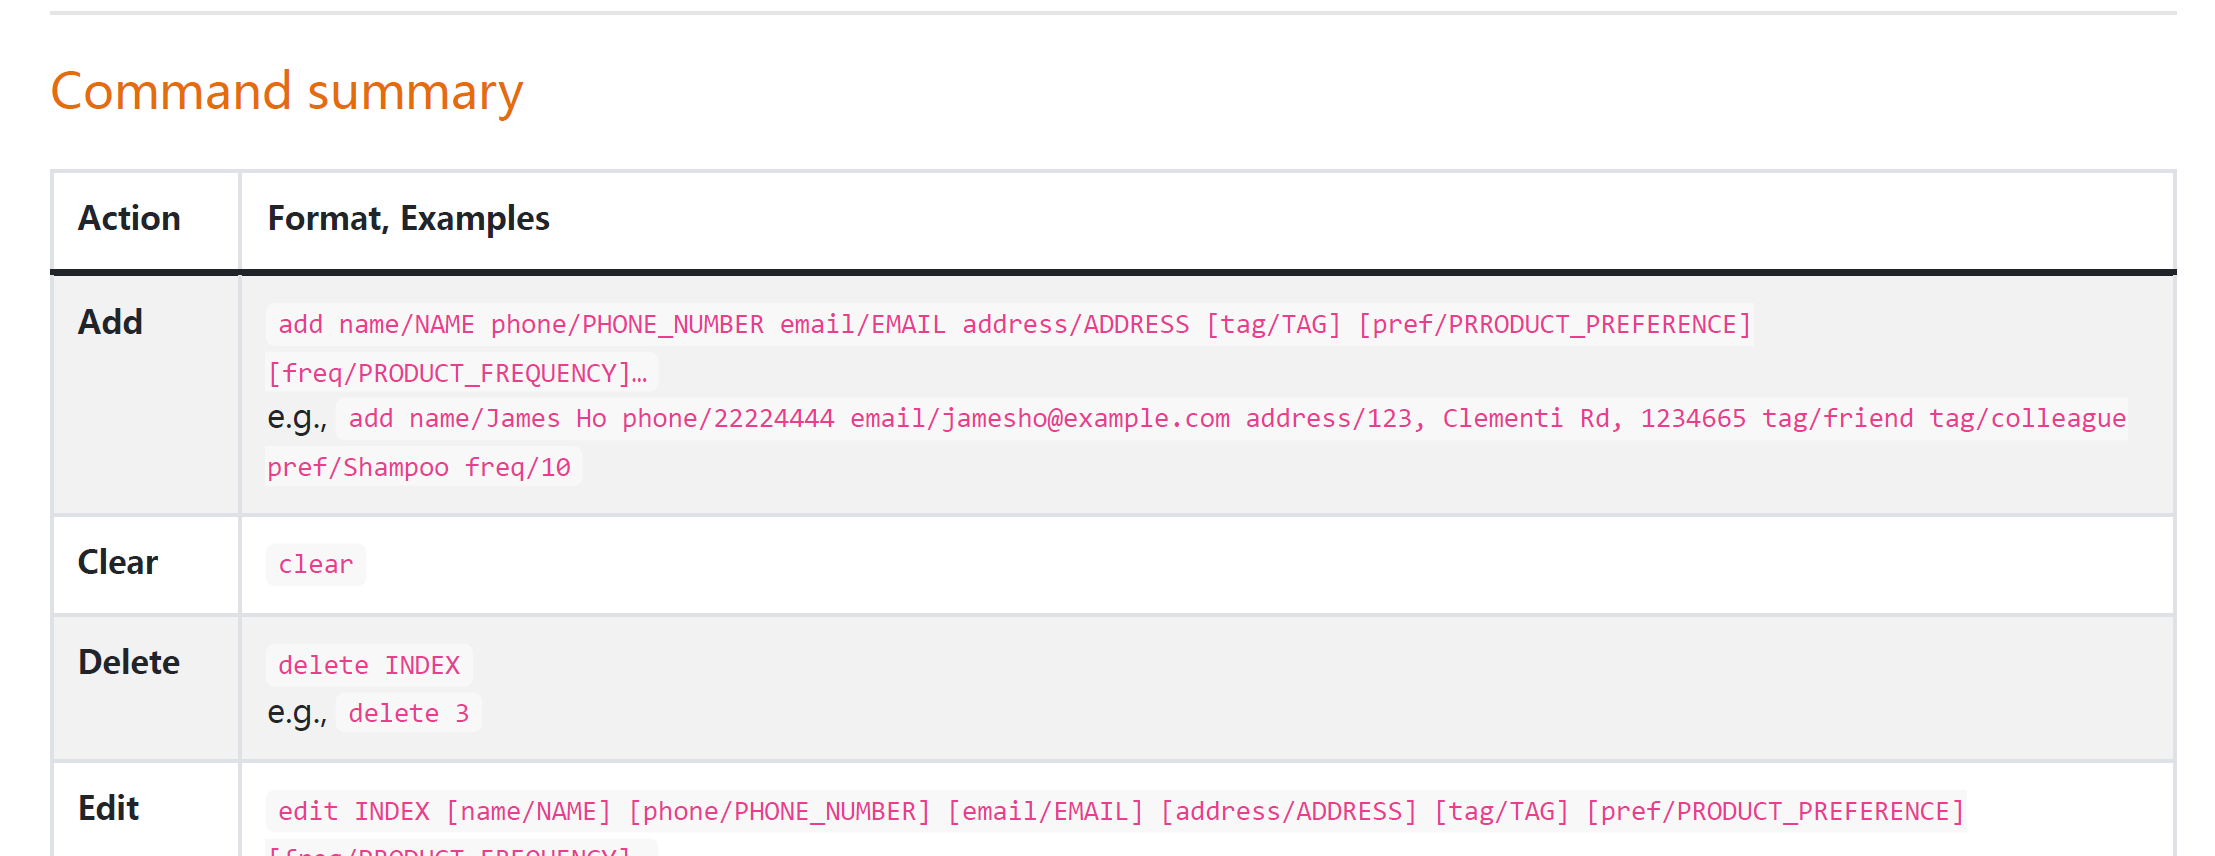 Command summary
Action
Format, Examples
Add
add name/NAME phone/PHONE_NUMBER email/EMAIL address/ADDRESS [tag/TAG] [pref/PRRODUCT_PREFERENCE]
[freq/PRODUCT_FREQUENCY]…
e.g., add name/James Ho phone/22224444 email/jamesho@example.com address/123, Clementi Rd, 1234665 tag/friend tag/colleague
pref/Shampoo freq/10
Clear
clear
Delete
delete INDEX
e.g., delete 3
Edit
edit INDEX [name/NAME] [phone/PHONE_NUMBER] [email/EMAIL] [address/ADDRESS] [tag/TAG] [pref/PRODUCT_PREFERENCE]
[freq/PRODUCT_FREQUENCY]